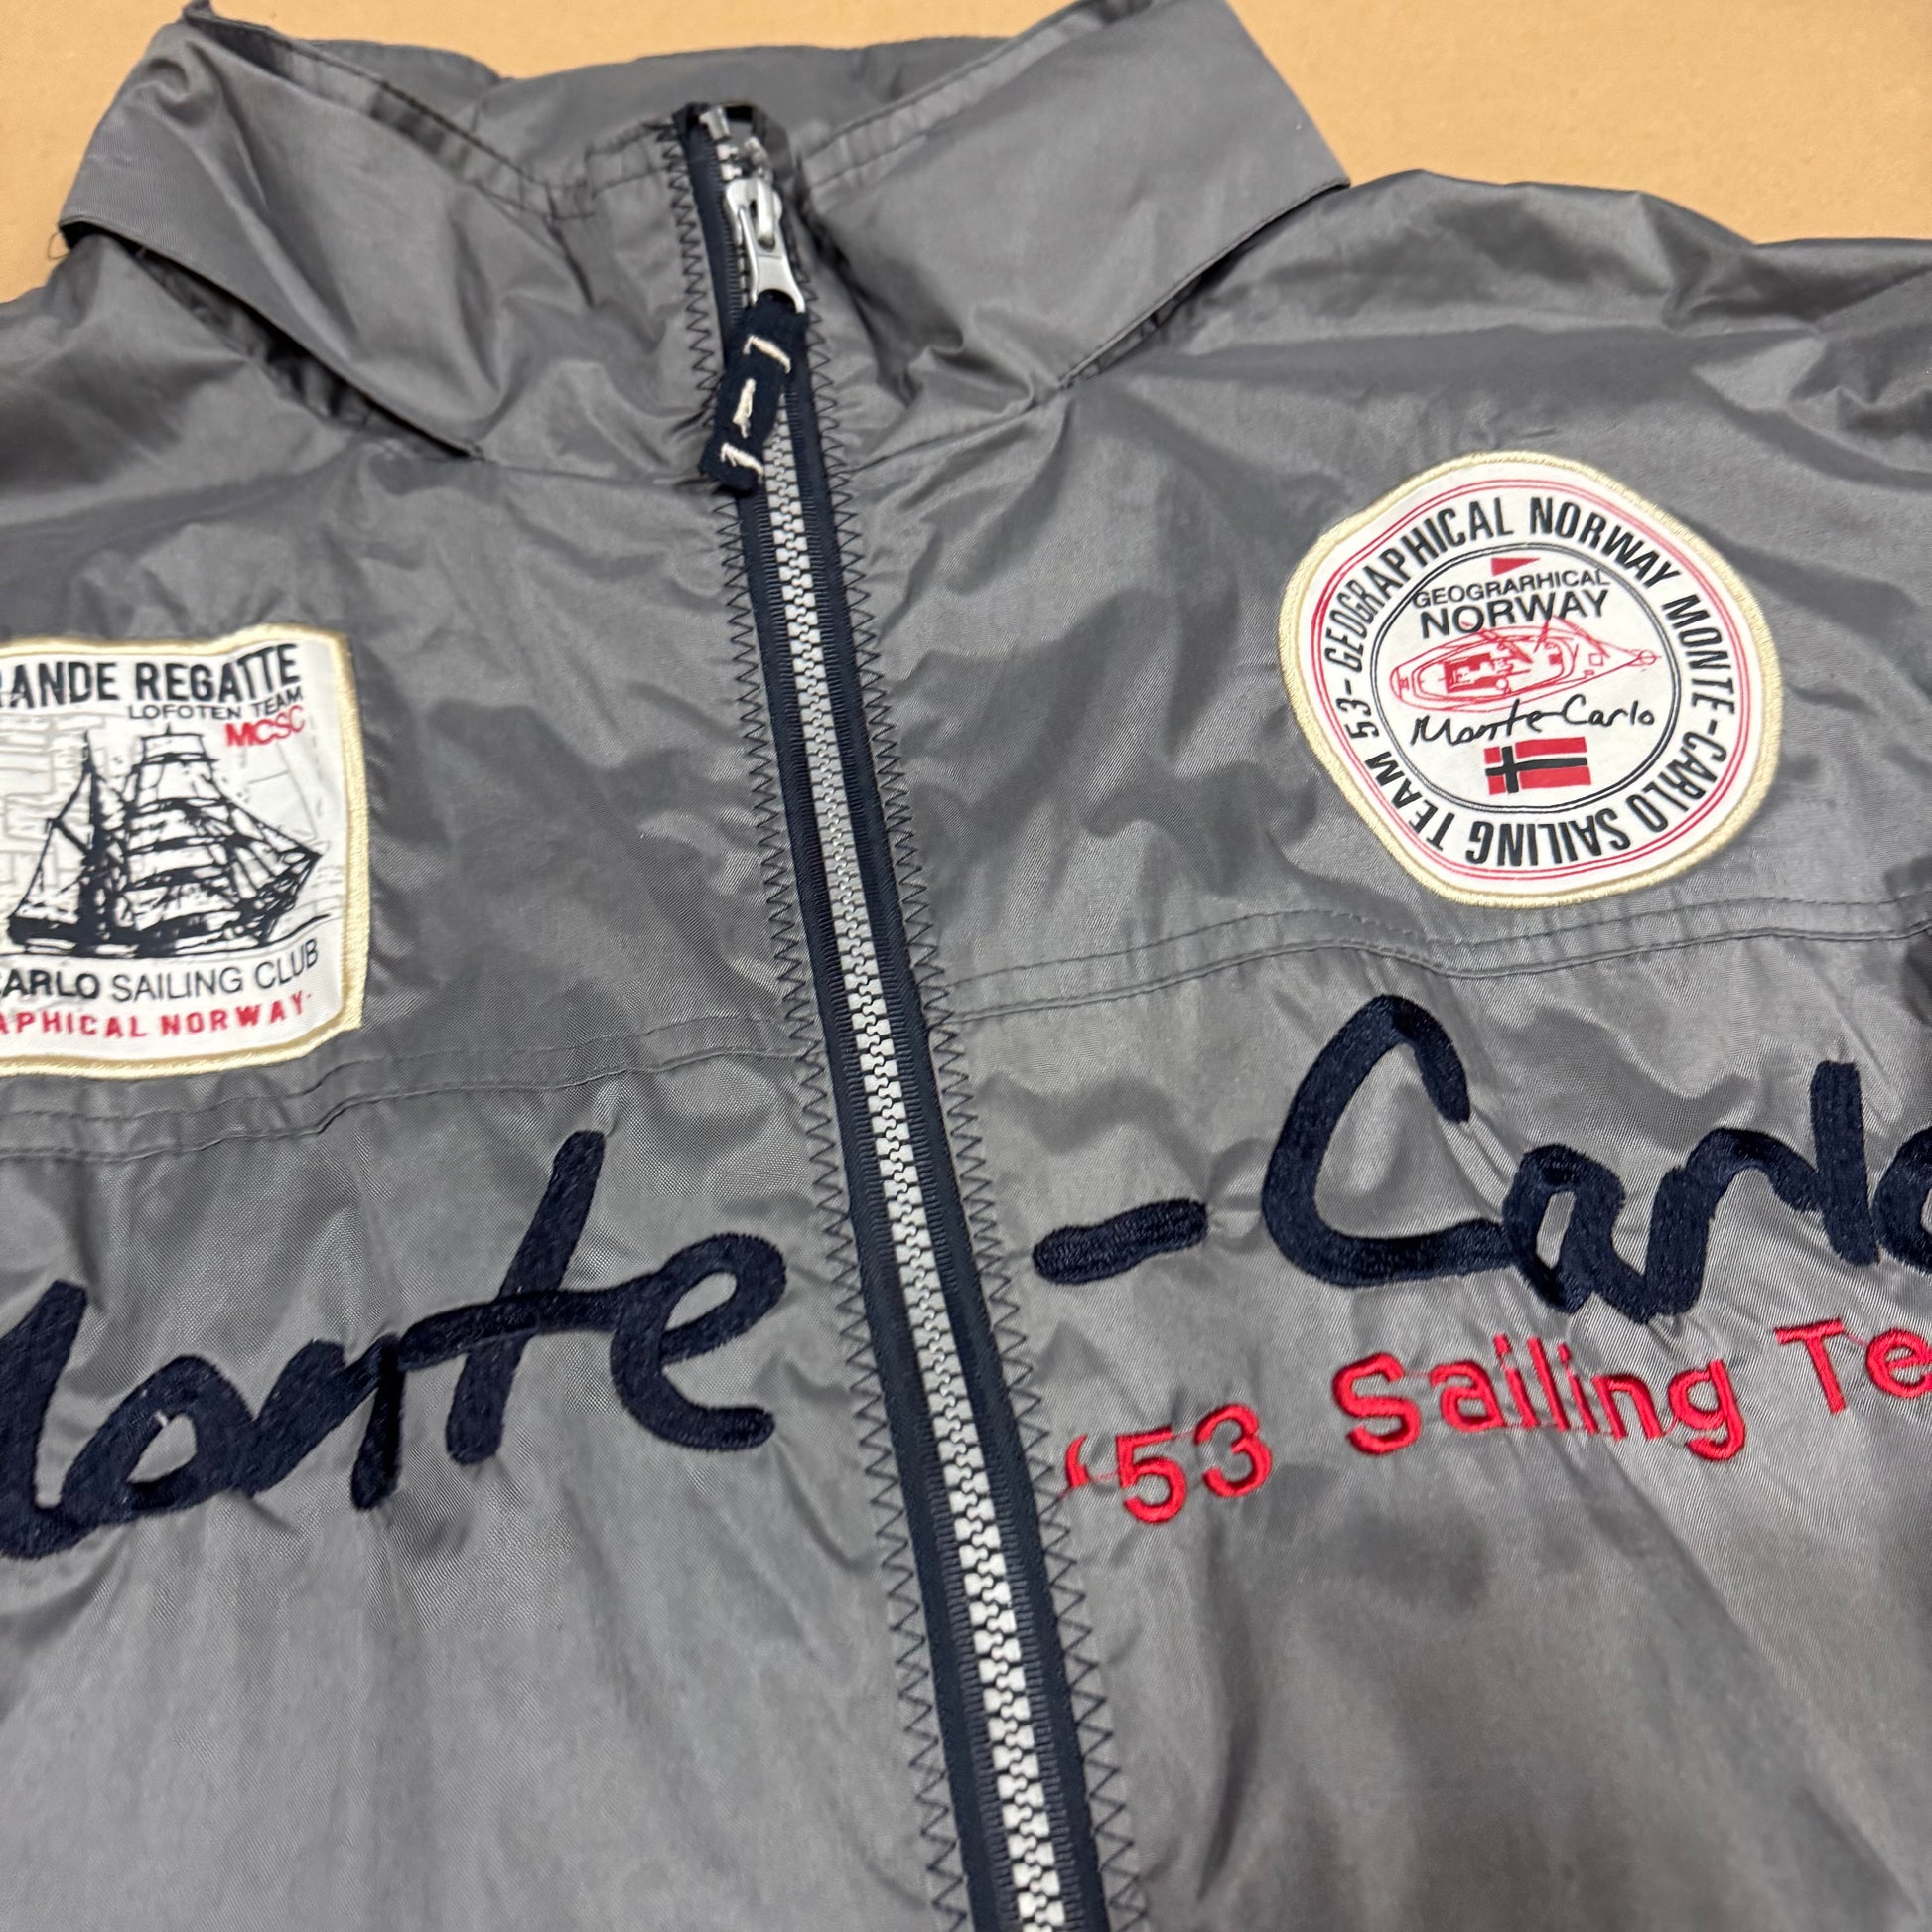 GEOGRAPHICAL NORWAY MONTE-CARLO SAILING TEAM 53-
GEOGRARHICAL
NORWAY
Monte-Carlo
ANDE REGATTE
LOFOTEN TEAM
MCSC
CARLO SAILING CLUB
APHICAL NORWAY
Monte-Carlo
‘53 Sailing Te